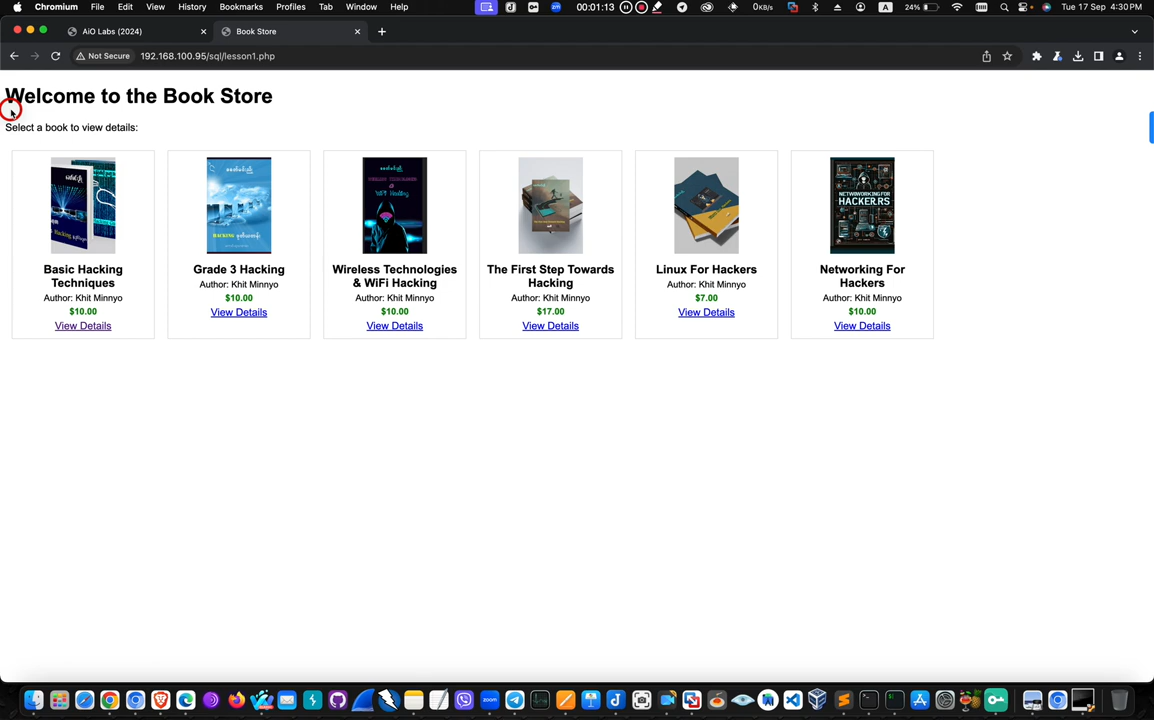 Chromium File Edit View History Bookmarks Profiles Tab Window Help 00:01:13 0KB/s A 24% Tue 17 Sep 4:30 PM
AiO Labs (2024) Book Store
Not Secure 192.168.100.95/sql/lesson1.php
Welcome to the Book Store
Select a book to view details:
NETWOWORKING FOR
HACKER.RS
Basic Hacking
Techniques
Author: Khit Minnyo
$10.00
View Details
Grade 3 Hacking
Author: Khit Minnyo
$10.00
View Details
Wireless Technologies
& WiFi Hacking
Author: Khit Minnyo
$10.00
View Details
The First Step Towards
Hacking
Author: Khit Minnyo
$17.00
View Details
Linux For Hackers
Author: Khit Minnyo
$7.00
View Details
Networking For
Hackers
Author: Khit Minnyo
$10.00
View Details